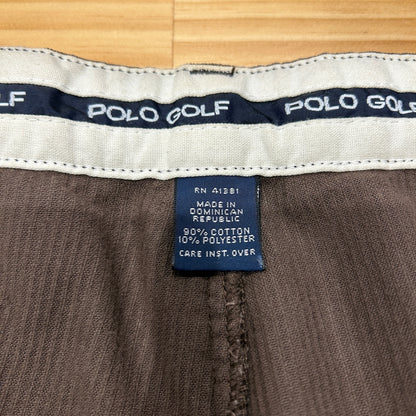 OLF POLO GOLF POLO GOLF
RN 41381
MADE IN
DOMINICAN
REPUBLIC
90% COTTON
10% POLYESTER
CARE INST. OVER